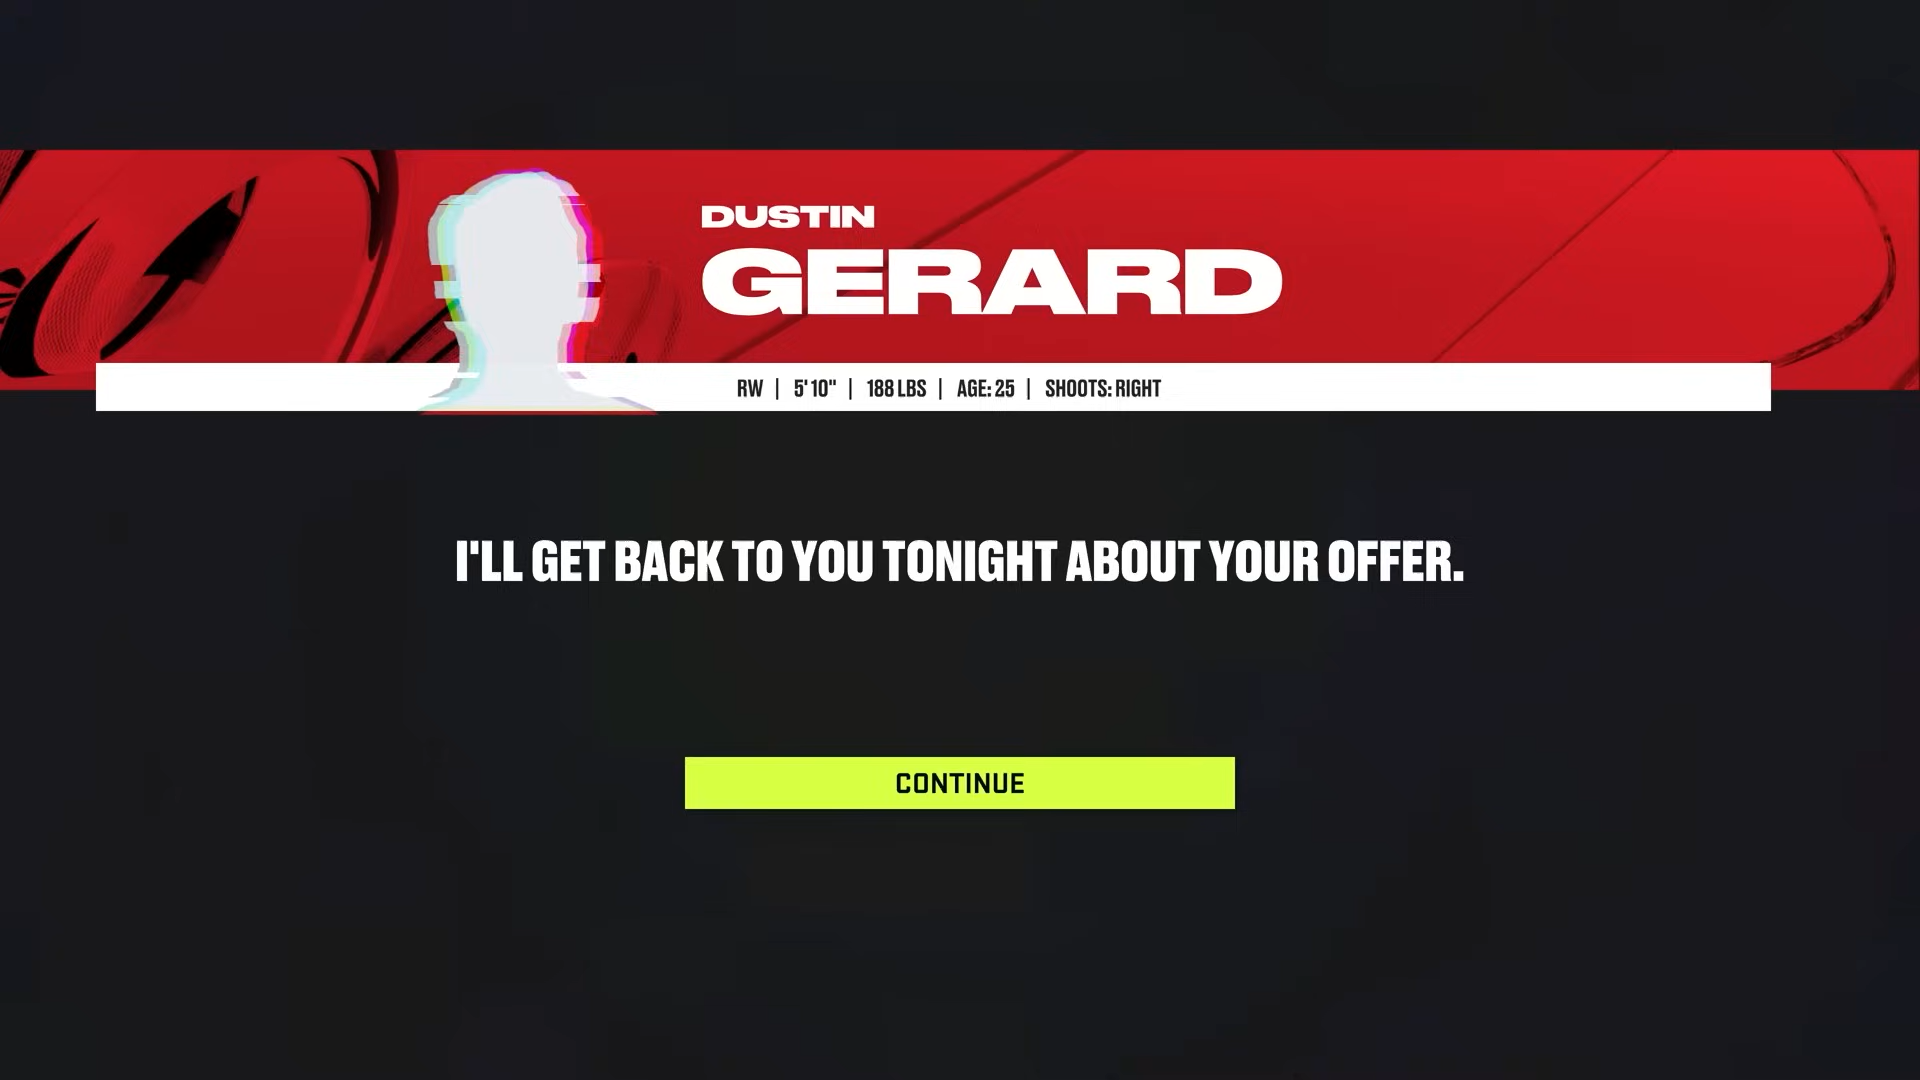 DUSTIN
GERARD
RW | 5'10" | 188 LBS | AGE: 25 | SHOOTS: RIGHT
I'LL GET BACK TO YOU TONIGHT ABOUT YOUR OFFER.
CONTINUE